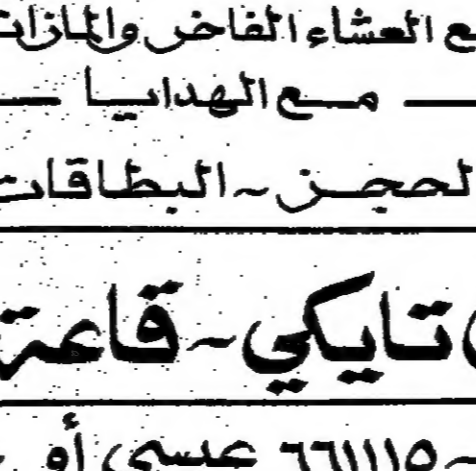 ع العشاء الفاخر والمازات
— مع الهدايا —
لحجز - البطاقات
تايكي - قاعة
٦٦١١١٥ عيسى أو